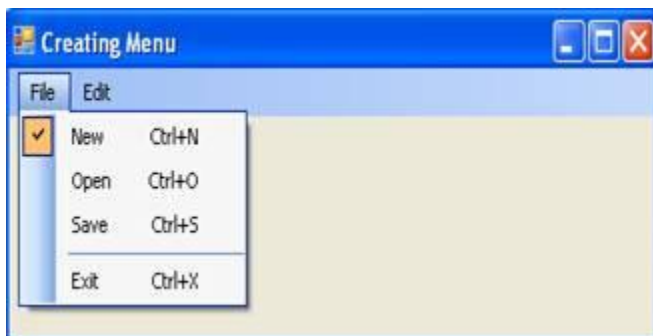 Creating Menu
File Edit
New Ctrl+N
Open Ctrl+O
Save Ctrl+S
Exit Ctrl+X